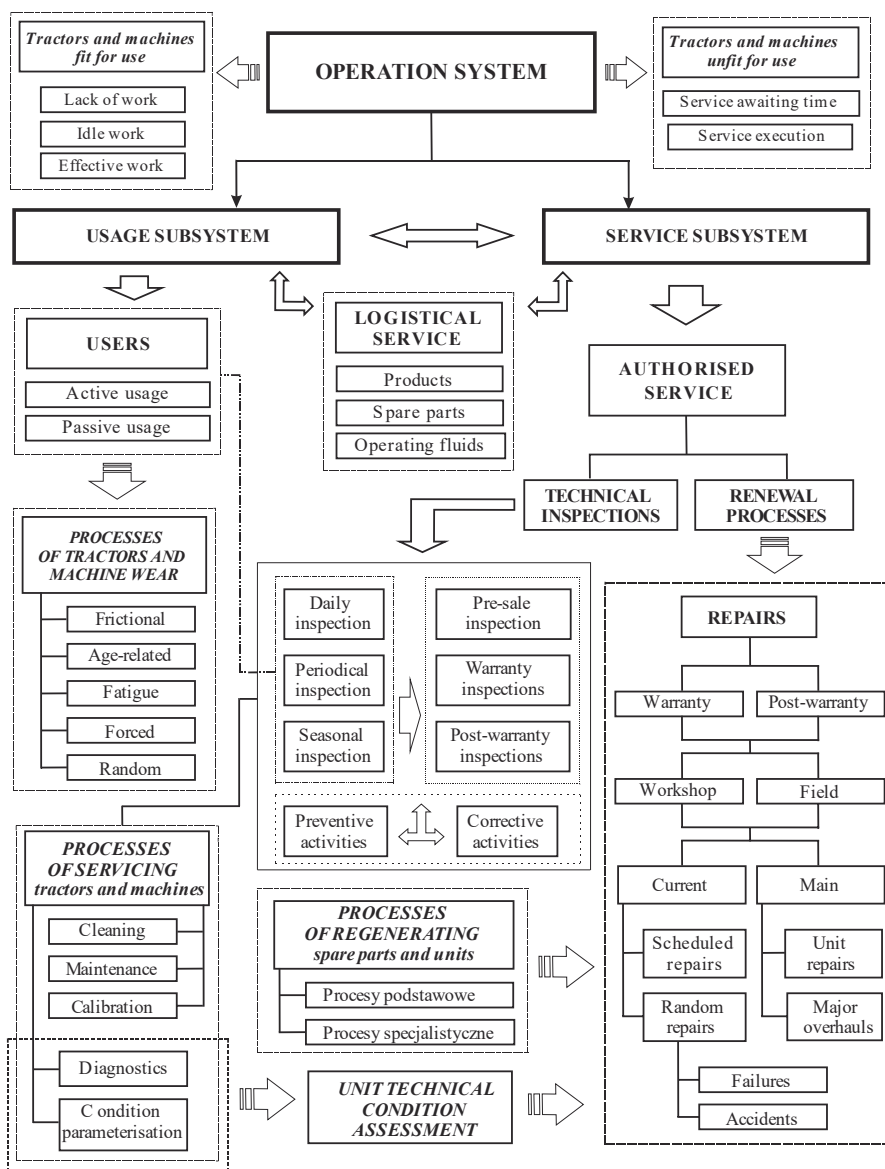 Tractors and machines
fit for use
Lack of work
Idle work
Effective work
OPERATION SYSTEM
Tractors and machines
unfit for use
Service awaiting time
Service execution
USAGE SUBSYSTEM
SERVICE SUBSYSTEM
USERS
Active usage
Passive usage
LOGISTICAL
SERVICE
Products
Spare parts
Operating fluids
AUTHORISED
SERVICE
TECHNICAL
INSPECTIONS
RENEWAL
PROCESSES
PROCESSES
OF TRACTORS AND
MACHINE WEAR
Frictional
Age-related
Fatigue
Forced
Random
Daily
inspection
Periodical
inspection
Seasonal
inspection
Pre-sale
inspection
Warranty
inspections
Post-warranty
inspections
Preventive
activities
Corrective
activities
REPAIRS
Warranty
Post-warranty
Workshop
Field
Current
Main
Scheduled
repairs
Random
repairs
Failures
Accidents
Unit
repairs
Major
overhauls
PROCESSES
OF SERVICING
tractors and machines
Cleaning
Maintenance
Calibration
Diagnostics
C ondition
parameterisation
PROCESSES
OF REGENERATING
spare parts and units
Procesy podstawowe
Procesy specjalistyczne
UNIT TECHNICAL
CONDITION
ASSESSMENT